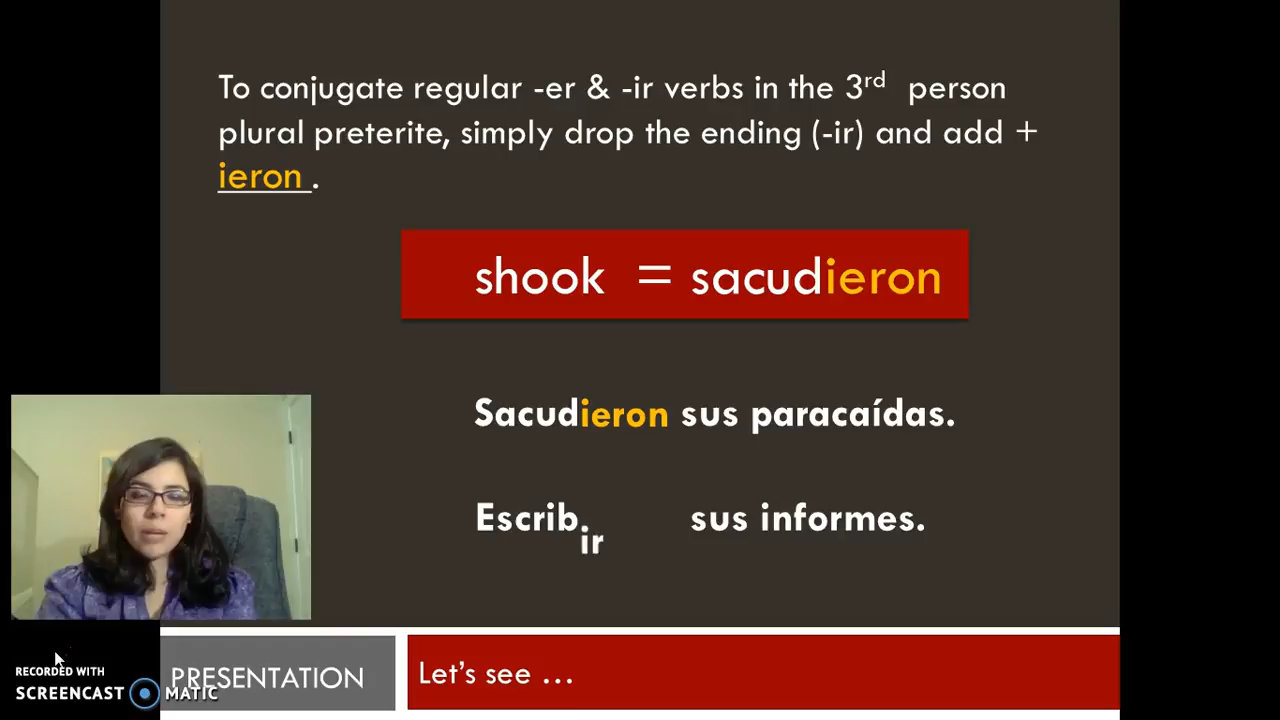 To conjugate regular -er & -ir verbs in the 3rd person
plural preterite, simply drop the ending (-ir) and add +
ieron .
shook = sacudieron
Sacudieron sus paracaídas.
Escrib sus informes.
ir
RECORDED WITH
SCREENCAST MATIC
PRESENTATION
Let's see ...